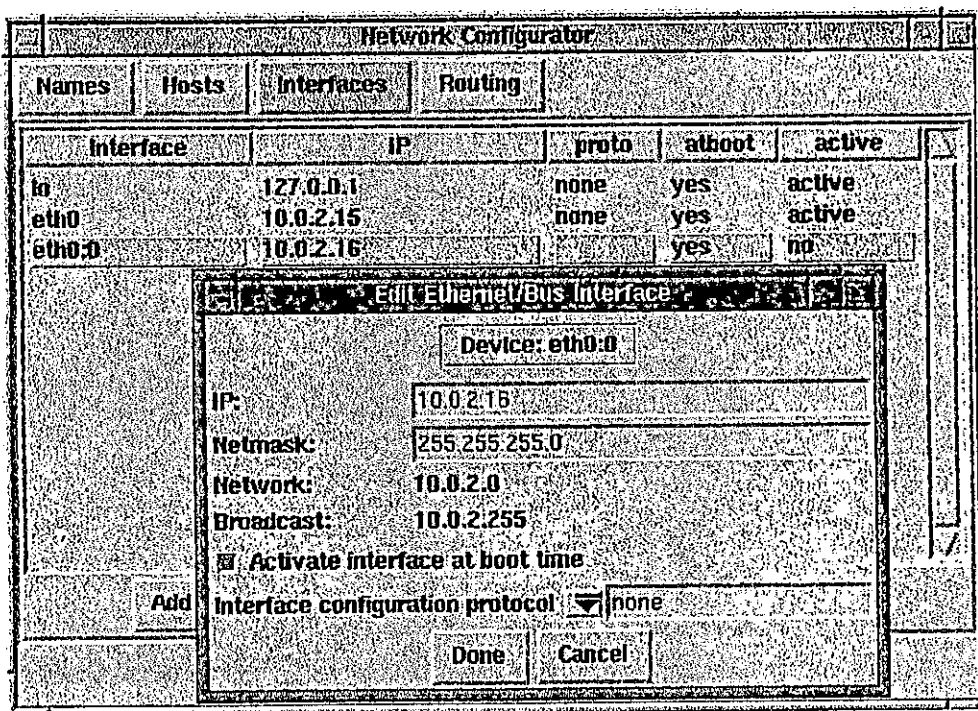 Network Configurator
Names Hosts Interfaces Routing
Interface IP proto atboot active
lo 127.0.0.1 none yes active
eth0 10.0.2.15 none yes active
eth0:0 10.0.2.16 yes no
Edit Ethernet/Bus Interface
Device: eth0:0
IP: 10.0.2.16
Netmask: 255.255.255.0
Network: 10.0.2.0
Broadcast: 10.0.2.255
Activate interface at boot time
Add
Interface configuration protocol none
Done Cancel